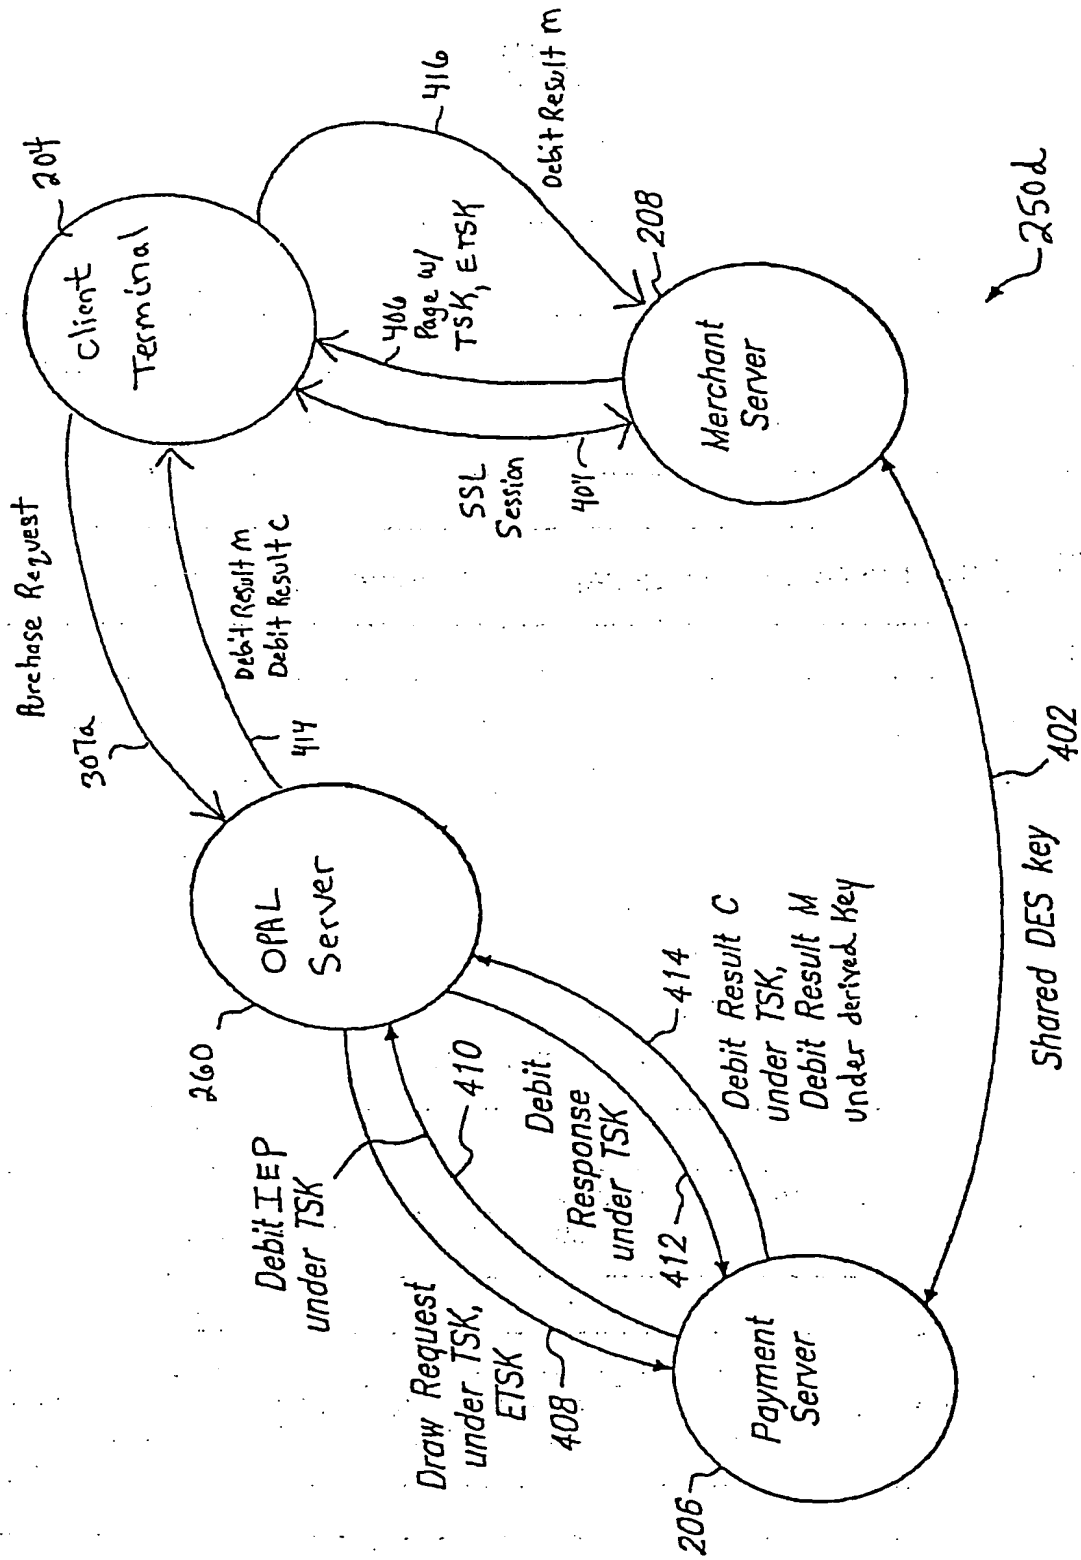 Purchase Request
307a
Client
Terminal
204
416
Debit Result m
Debit Result m
Debit Result C
414
406
Page w/
TSK, ETSK
SSL
Session
404
208
Merchant
Server
250d
OPAL
Server
260
Debit IEP
under TSK
410
Draw Request
under TSK,
ETSK
408
Debit
Response
under TSK
412
414
Debit Result C
under TSK,
Debit Result M
under derived key
206
Payment
Server
402
Shared DES key